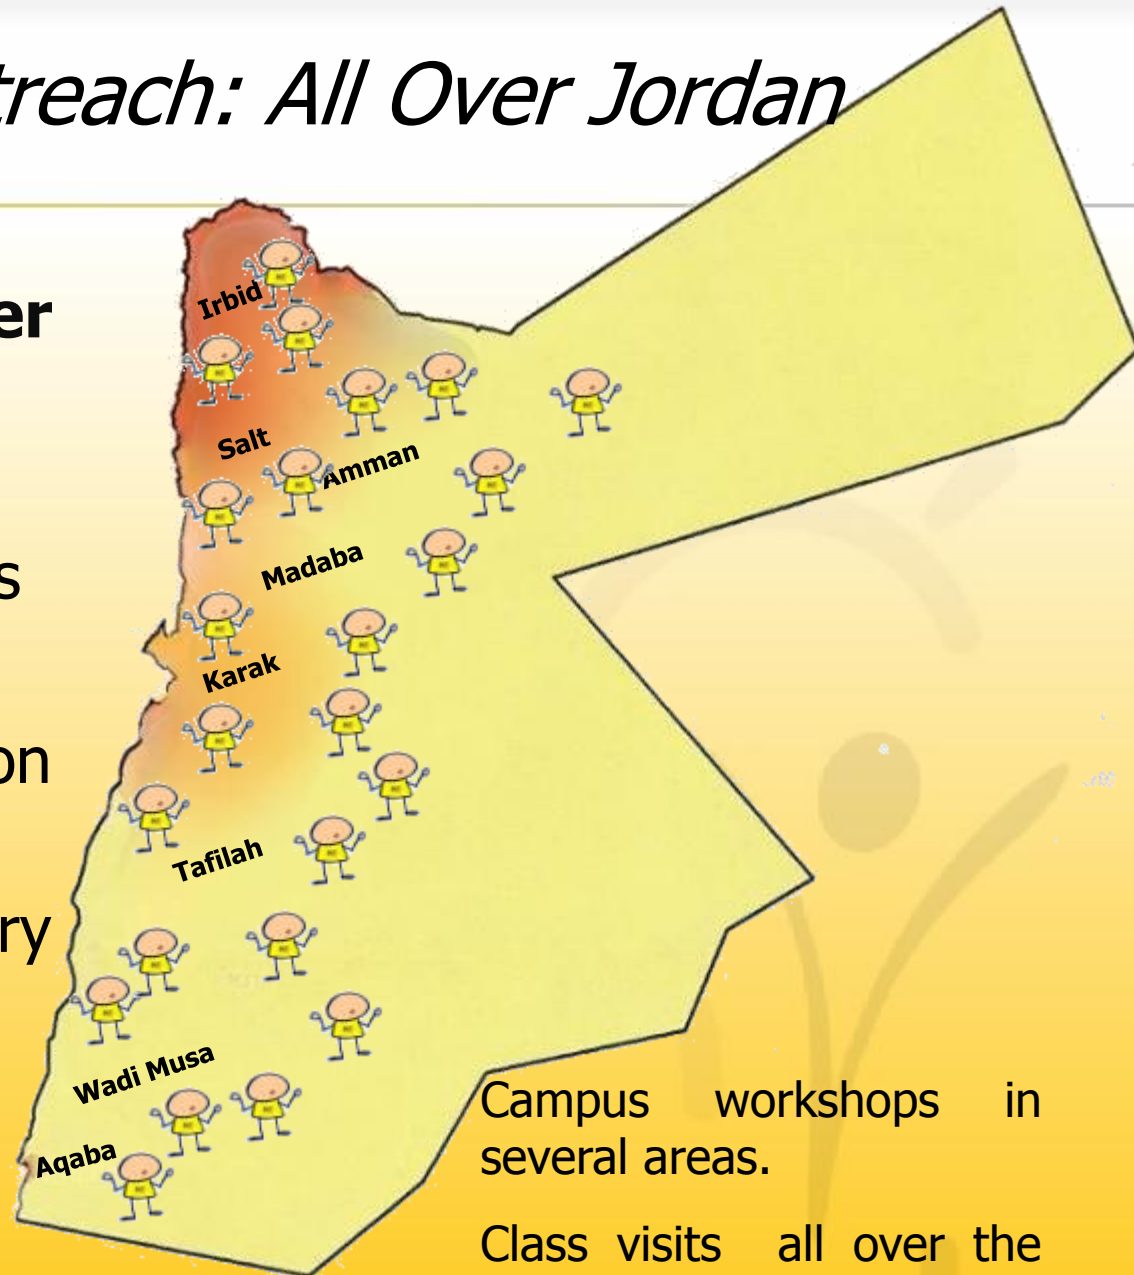 treach: All Over Jordan
er
Irbid
Salt
Amman
Madaba
s
Karak
on
Tafilah
ry
Wadi Musa
Aqaba
Campus workshops in
several areas.
Class visits all over the